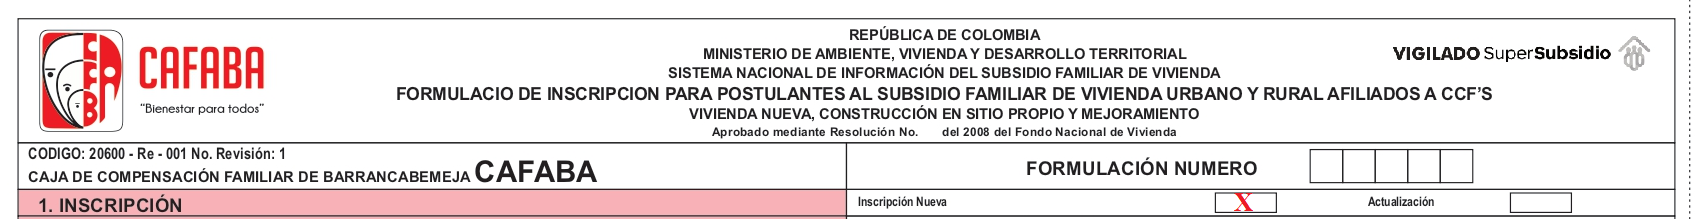 CAFABA
“Bienestar para todos”
REPÚBLICA DE COLOMBIA
MINISTERIO DE AMBIENTE, VIVIENDA Y DESARROLLO TERRITORIAL
SISTEMA NACIONAL DE INFORMACIÓN DEL SUBSIDIO FAMILIAR DE VIVIENDA
FORMULACIO DE INSCRIPCION PARA POSTULANTES AL SUBSIDIO FAMILIAR DE VIVIENDA URBANO Y RURAL AFILIADOS A CCF'S
VIVIENDA NUEVA, CONSTRUCCIÓN EN SITIO PROPIO Y MEJORAMIENTO
Aprobado mediante Resolución No. del 2008 del Fondo Nacional de Vivienda
VIGILADO SuperSubsidio
CODIGO: 20600 - Re - 001 No. Revisión: 1
CAJA DE COMPENSACIÓN FAMILIAR DE BARRANCABEMEJA CAFABA
FORMULACIÓN NUMERO
1. INSCRIPCIÓN
Inscripción Nueva X Actualización